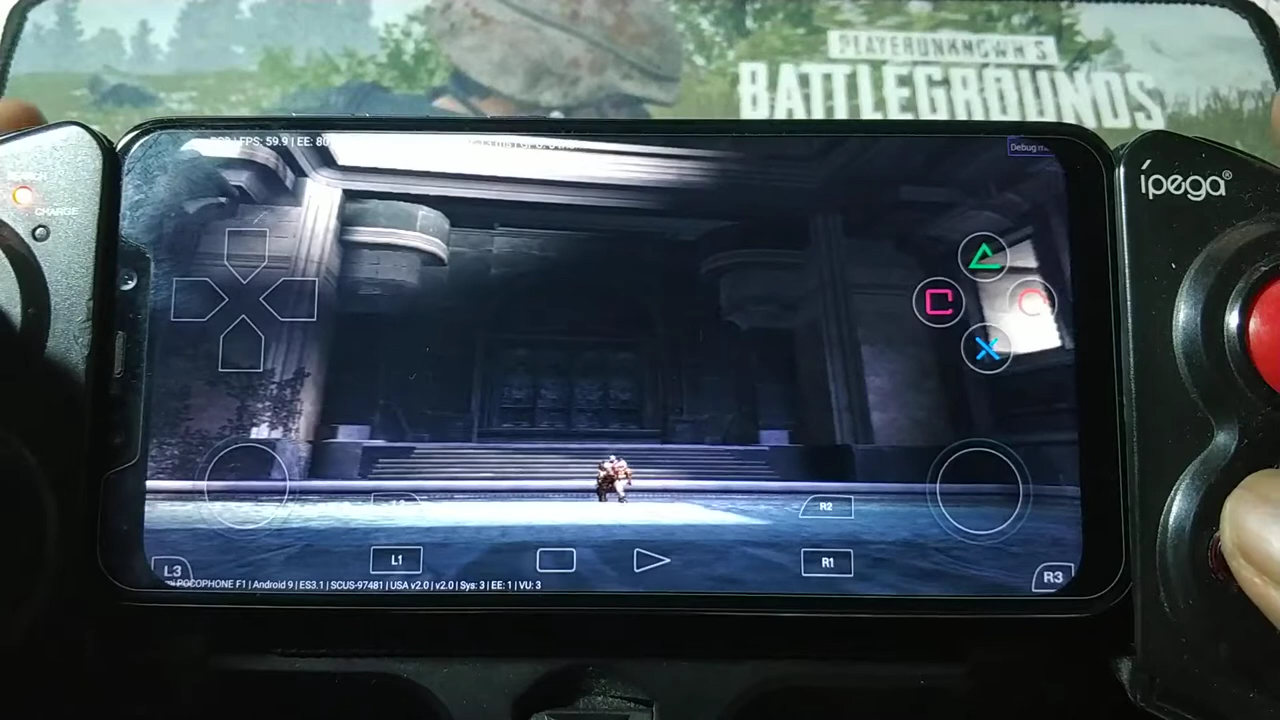 PLAYERUNKNOWN'S
BATTLEGROUNDS
FPS: 59.9 | EE: 80
Debug
ípega®
CHARGE
R2
L1
R1
L3
R3
POCOPHONE F1 | Android 9 | ES3.1 | SCUS-97481 | USA v2.0 | v2.0 | Sys: 3 | EE: 1 | VU: 3